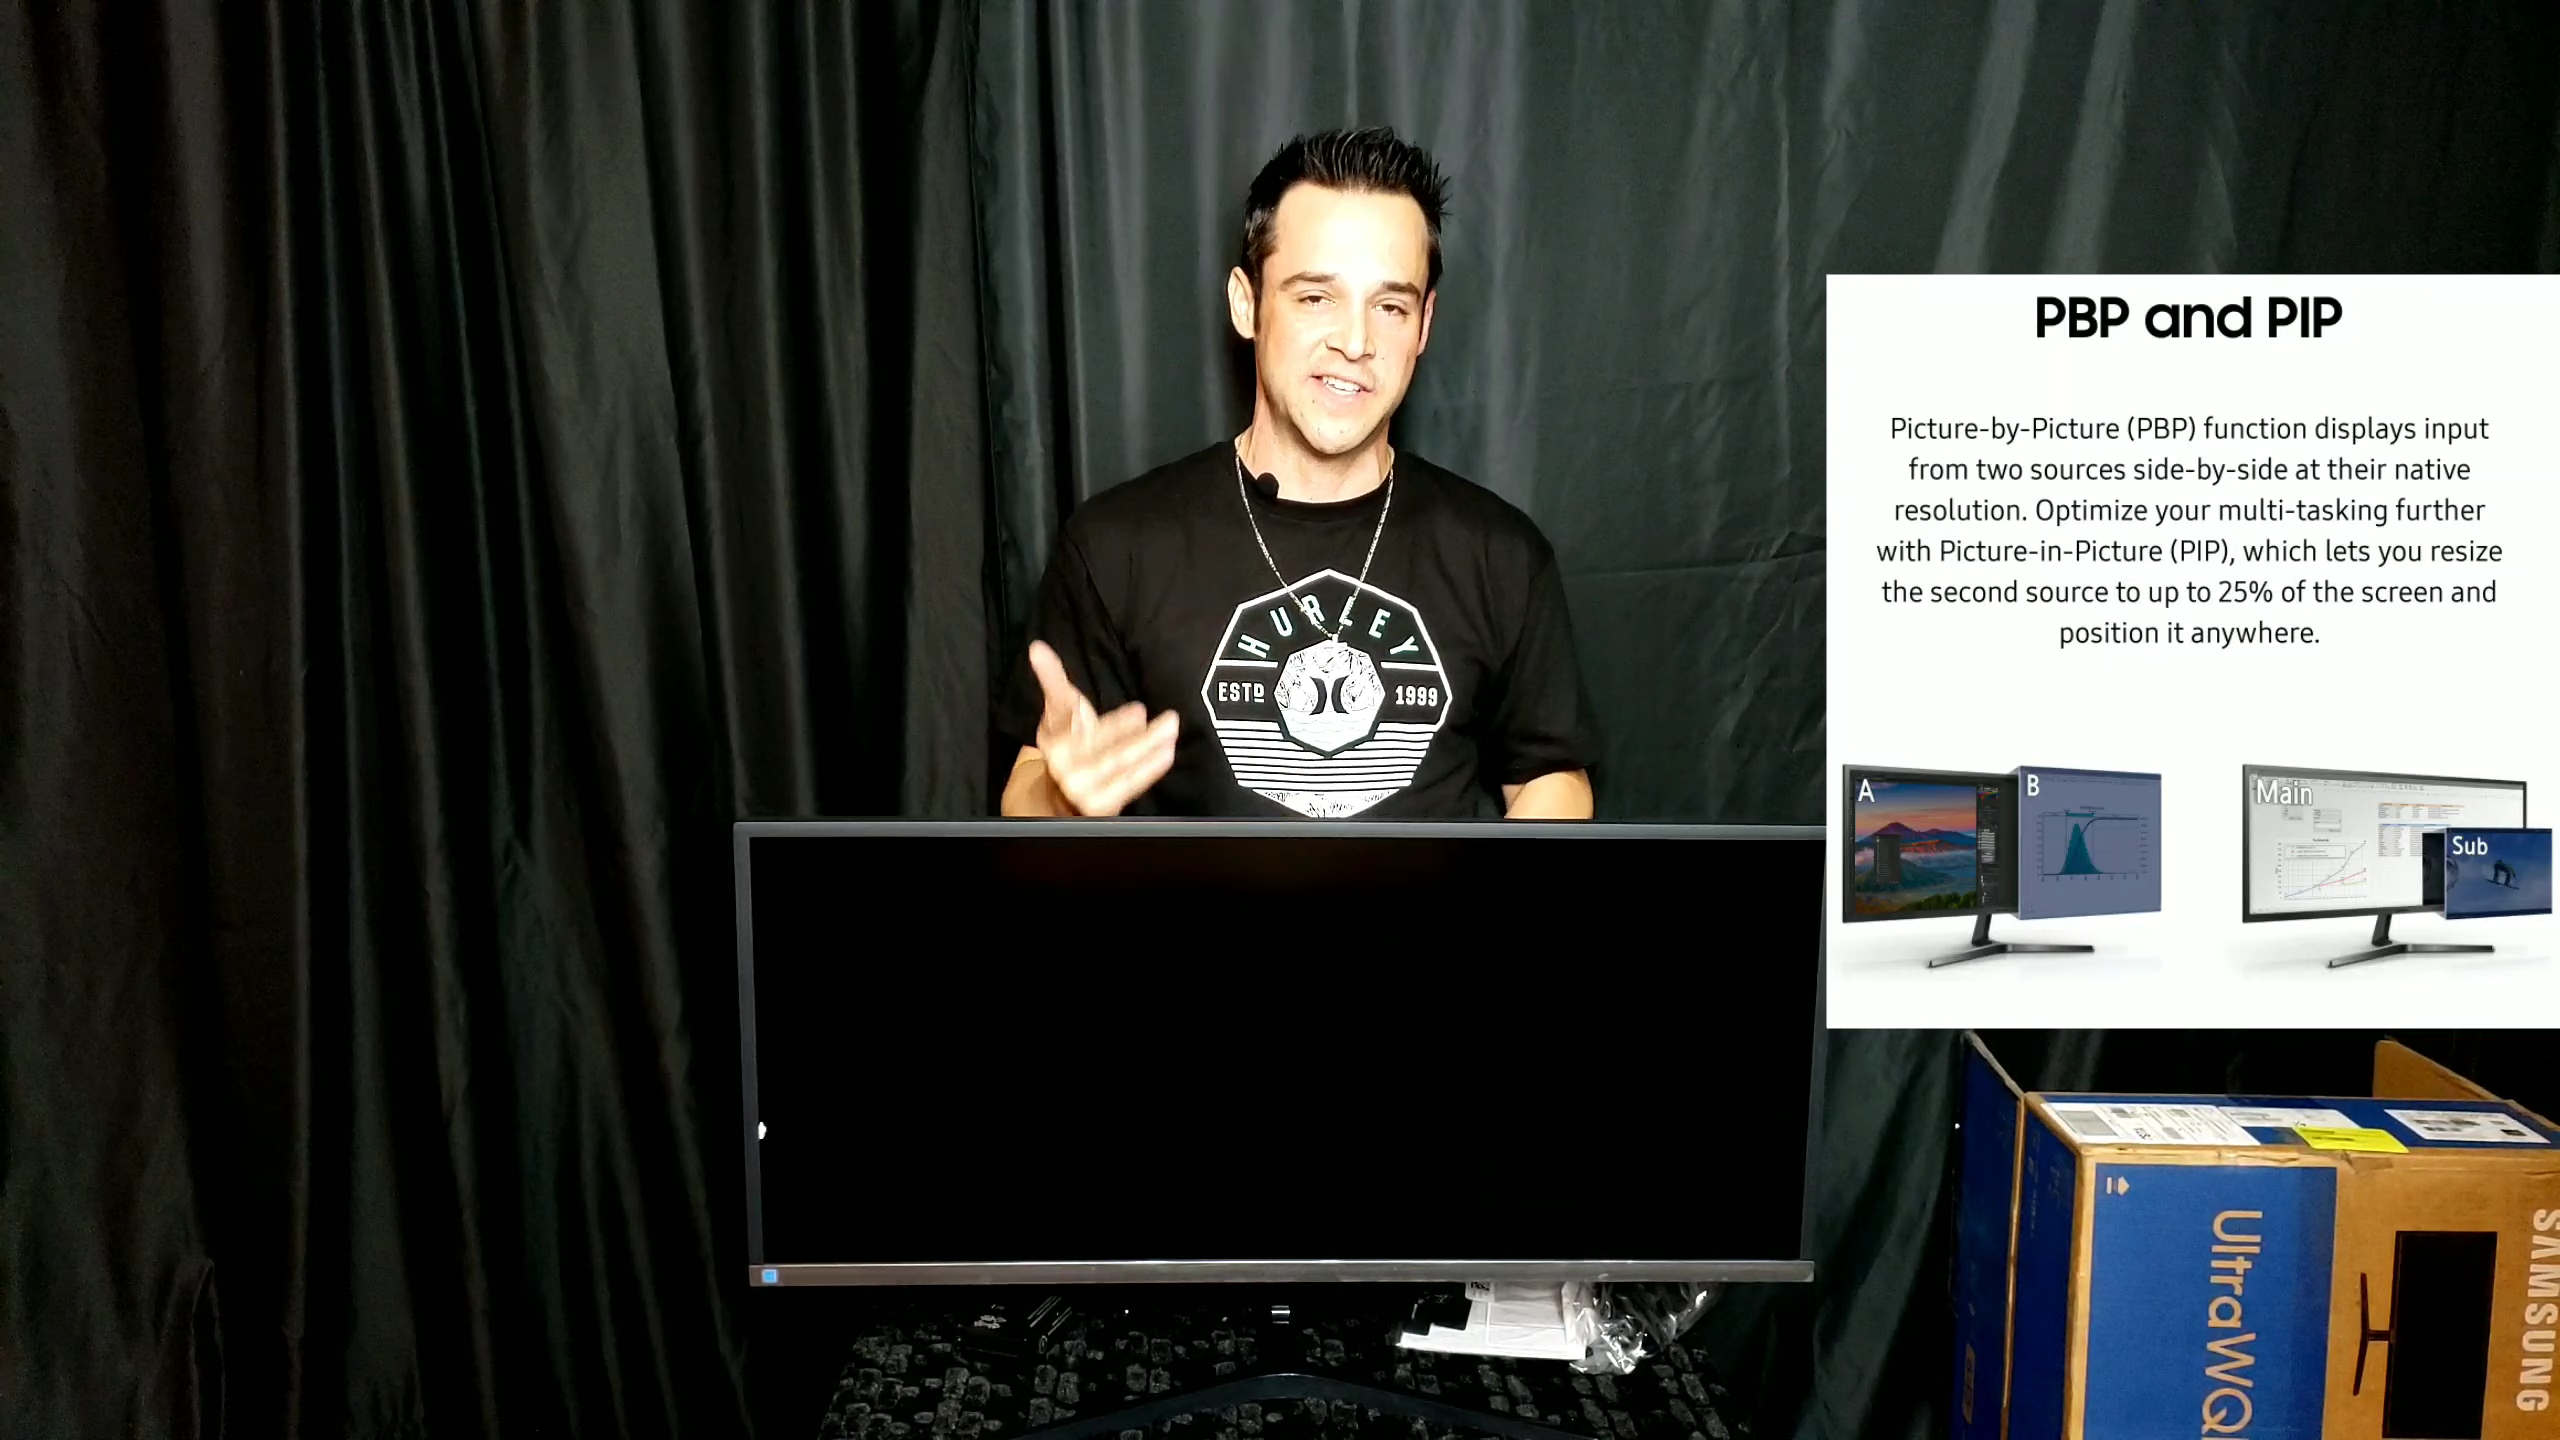 PBP and PIP
Picture-by-Picture (PBP) function displays input
from two sources side-by-side at their native
resolution. Optimize your multi-tasking further
with Picture-in-Picture (PIP), which lets you resize
the second source to up to 25% of the screen and
position it anywhere.
A
B
Main
Sub
HURLEY
ESTD
1999
UltraWQ
SAMSUNG